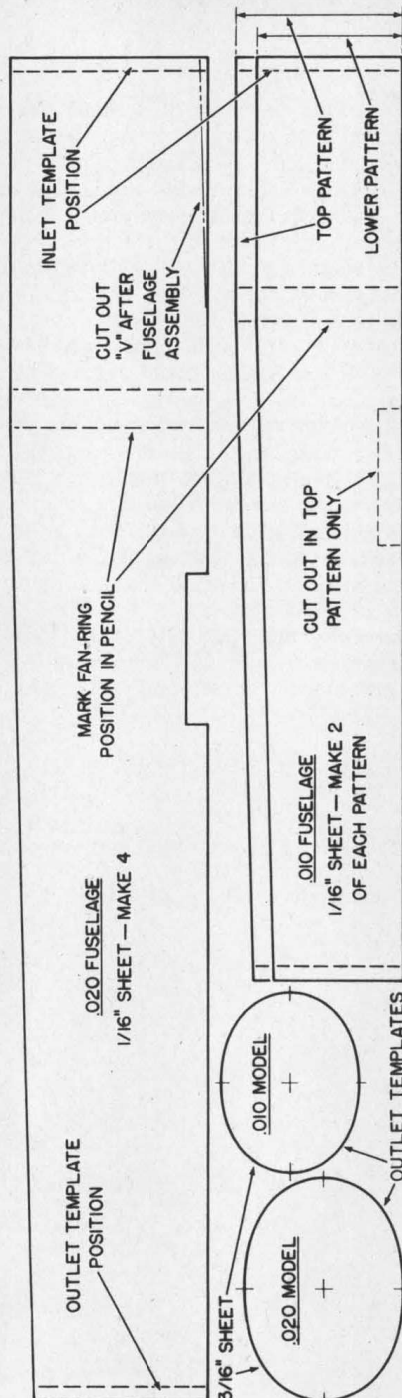 OUTLET TEMPLATE
POSITION
.020 FUSELAGE
1/16" SHEET — MAKE 4
MARK FAN-RING
POSITION IN PENCIL
CUT OUT
"V" AFTER
FUSELAGE
ASSEMBLY
INLET TEMPLATE
POSITION
3/16" SHEET
.020 MODEL
.010 MODEL
OUTLET TEMPLATES
.010 FUSELAGE
1/16" SHEET — MAKE 2
OF EACH PATTERN
CUT OUT IN TOP
PATTERN ONLY
TOP PATTERN
LOWER PATTERN